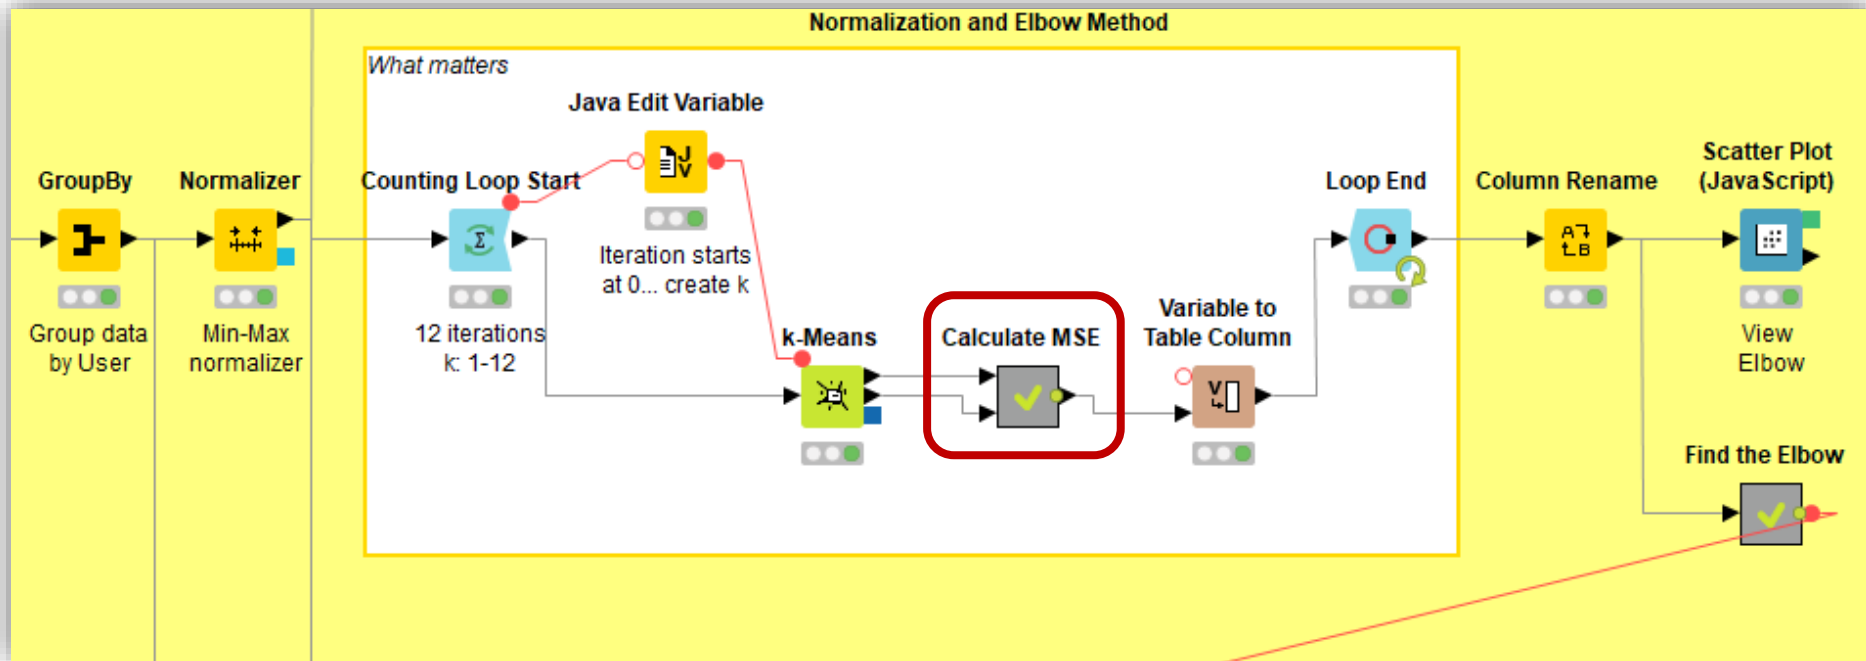 Normalization and Elbow Method
What matters
Java Edit Variable
J
V
Iteration starts
at 0... create k
GroupBy
Group data
by User
Normalizer
Min-Max
normalizer
Counting Loop Start
Σ
12 iterations
k: 1-12
k-Means
Calculate MSE
Variable to
Table Column
V
Loop End
Column Rename
A
B
Scatter Plot
(JavaScript)
View
Elbow
Find the Elbow